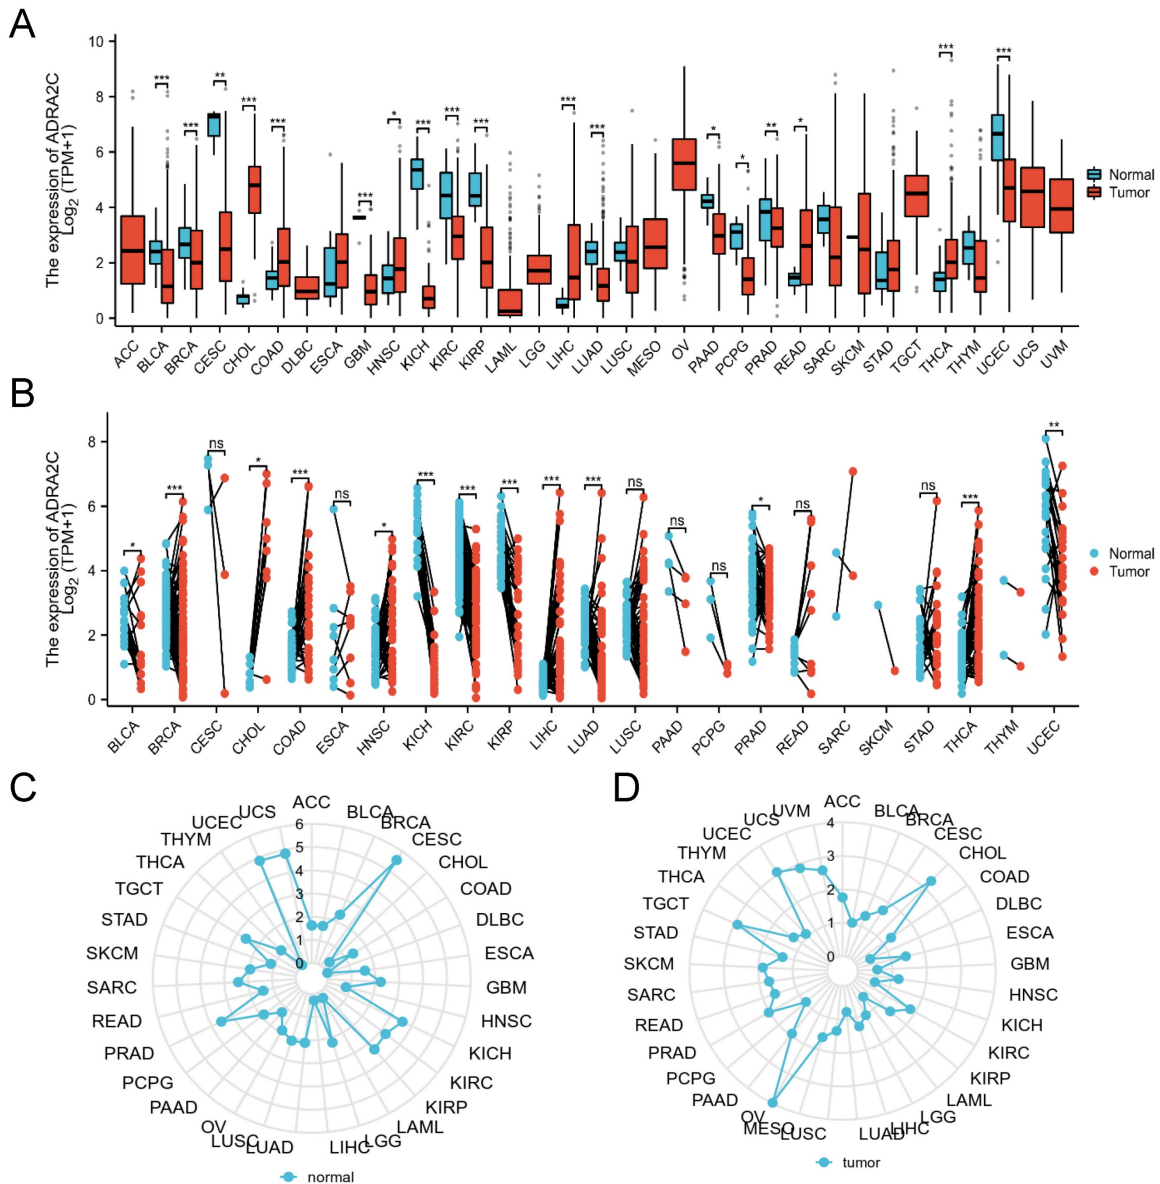 A
The expression of ADRA2C
Log2 (TPM+1)
10
8
6
4
2
0
*** *** ** *** *** *** * *** *** *** *** *** * * ** * *** ***
Normal
Tumor
ACC BLCA BRCA CESC CHOL COAD DLBC ESCA GBM HNSC KICH KIRC KIRP LAML LGG LIHC LUAD LUSC MESO OV PAAD PCPG PRAD READ SARC SKCM STAD TGCT THCA THYM UCEC UCS UVM
B
The expression of ADRA2C
Log2 (TPM+1)
8
6
4
2
0
* *** ns * *** ns * *** *** *** *** *** ns ns ns * ns ns *** **
Normal
Tumor
BLCA BRCA CESC CHOL COAD ESCA HNSC KICH KIRC KIRP LIHC LUAD LUSC PAAD PCPG PRAD READ SARC SKCM STAD THCA THYM UCEC
C
ACC
BLCA
BRCA
CESC
CHOL
COAD
DLBC
ESCA
GBM
HNSC
KICH
KIRC
KIRP
LAML
LGG
LIHC
LUAD
LUSC
OV
PAAD
PCPG
PRAD
READ
SARC
SKCM
STAD
TGCT
THCA
THYM
UCEC
UCS
6
5
4
3
2
1
0
normal
D
ACC
BLCA
BRCA
CESC
CHOL
COAD
DLBC
ESCA
GBM
HNSC
KICH
KIRC
KIRP
LAML
LGG
LIHC
LUAD
LUSC
MESO
OV
PAAD
PCPG
PRAD
READ
SARC
SKCM
STAD
TGCT
THCA
THYM
UCEC
UCS
UVM
4
3
2
1
0
tumor